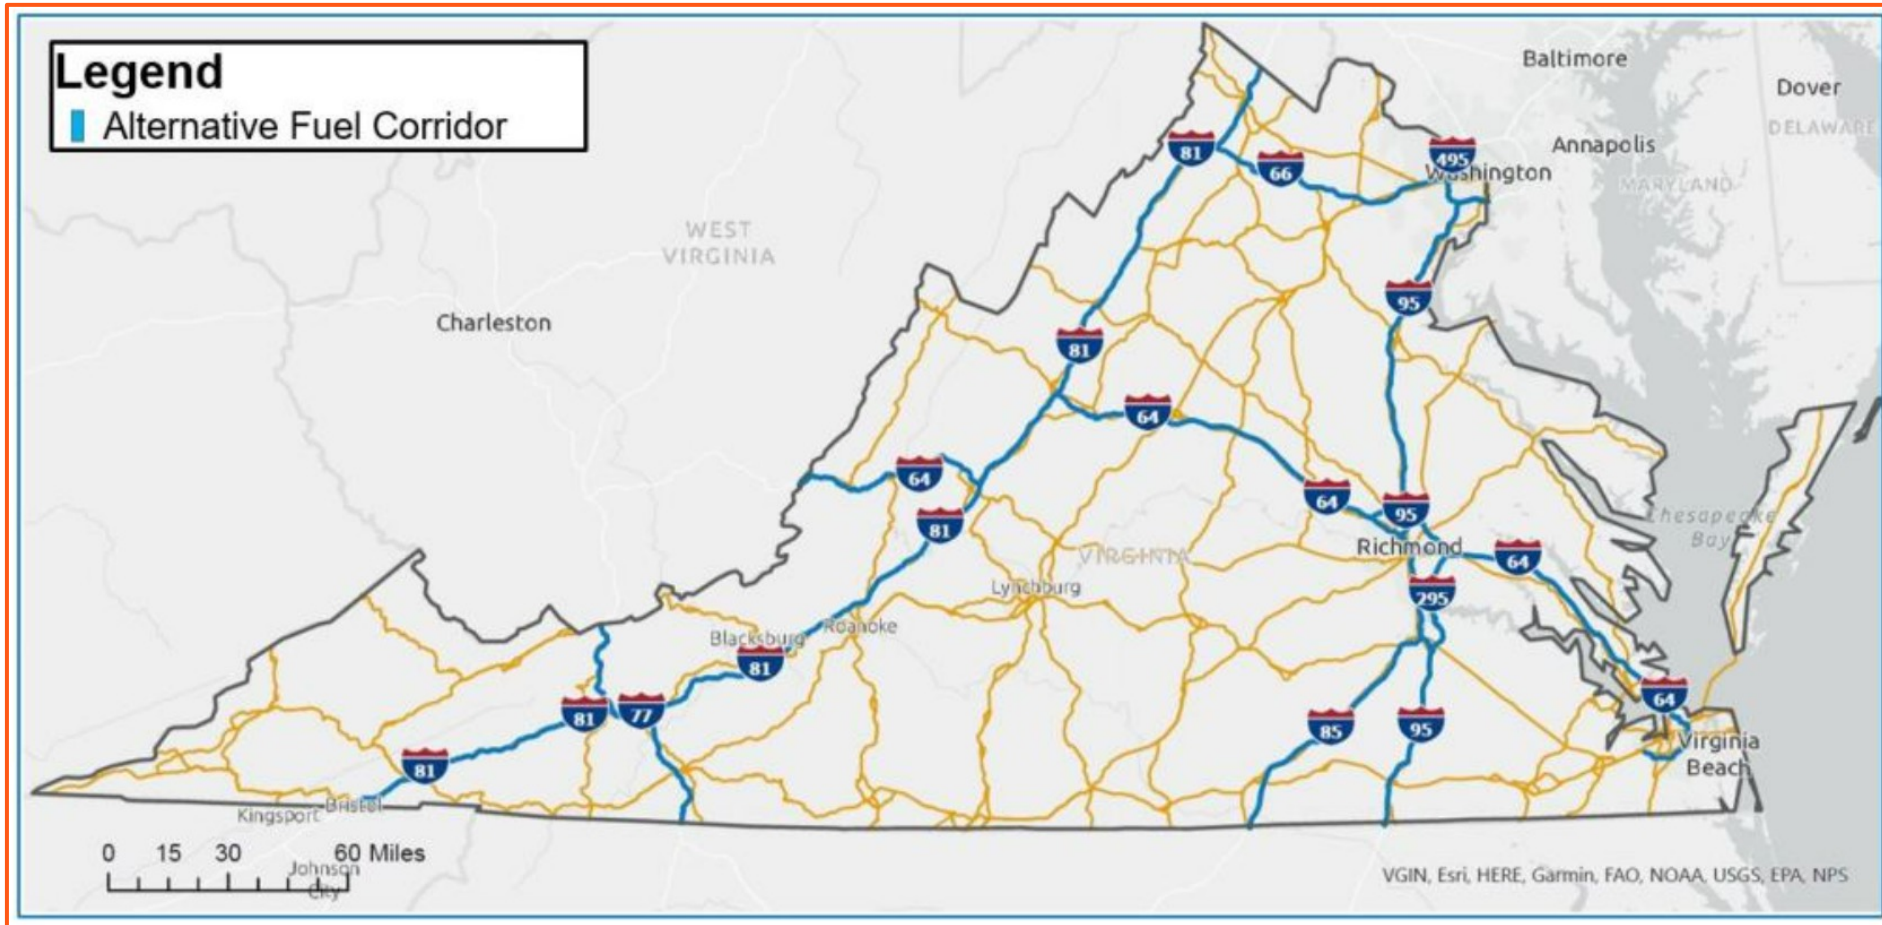 Legend
Alternative Fuel Corridor
Baltimore
Dover
DELAWARE
Annapolis
81
495
Washington
66
MARYLAND
WEST
VIRGINIA
95
Charleston
81
64
64
64
95
81
Chesapeake
Bay
Richmond
VIRGINIA
64
Lynchburg
295
Roanoke
Blacksburg
81
64
81
77
85
95
Virginia
Beach
81
Bristol
Kingsport
0 15 30 60 Miles
Johnson
City
VGIN, Esri, HERE, Garmin, FAO, NOAA, USGS, EPA, NPS